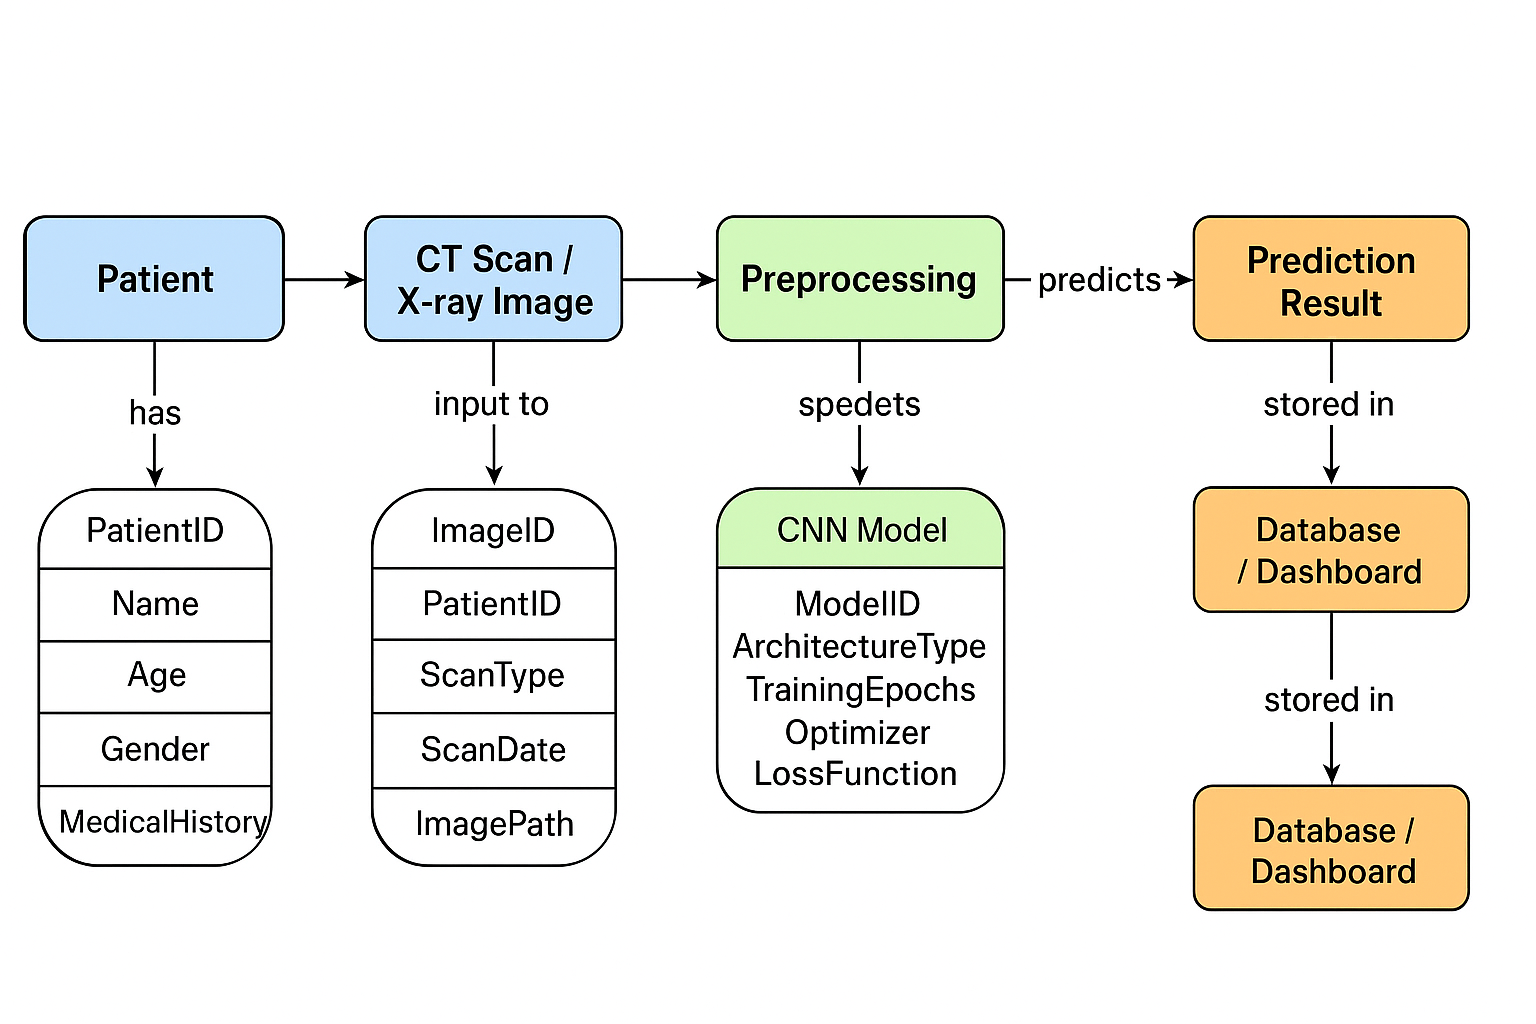 Patient
CT Scan /
X-ray Image
Preprocessing
predicts
Prediction
Result
has
input to
spedets
stored in
PatientID
Name
Age
Gender
MedicalHistory
ImageID
PatientID
ScanType
ScanDate
ImagePath
CNN Model
ModelID
ArchitectureType
TrainingEpochs
Optimizer
LossFunction
Database
/ Dashboard
stored in
Database /
Dashboard